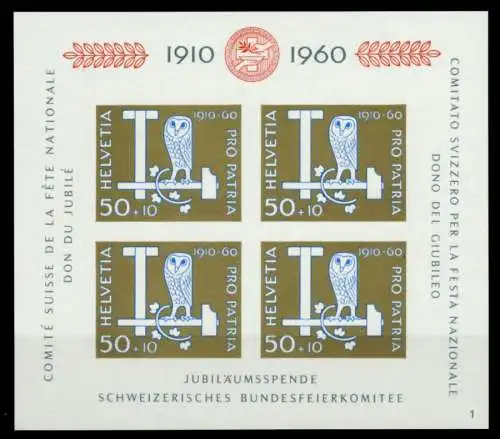 1910 1960
COMITÉ SUISSE DE LA FÊTE NATIONALE
DON DU JUBILÉ
HELVETIA
1910-60
PRO PATRIA
50+10
HELVETIA
1910-60
PRO PATRIA
50+10
HELVETIA
1910-60
PRO PATRIA
50+10
HELVETIA
1910-60
PRO PATRIA
50+10
COMITATO SVIZZERO PER LA FESTA NAZIONALE
DONO DEL GIUBILEO
JUBILÄUMSSPENDE
SCHWEIZERISCHES BUNDESFEIERKOMITEE
1